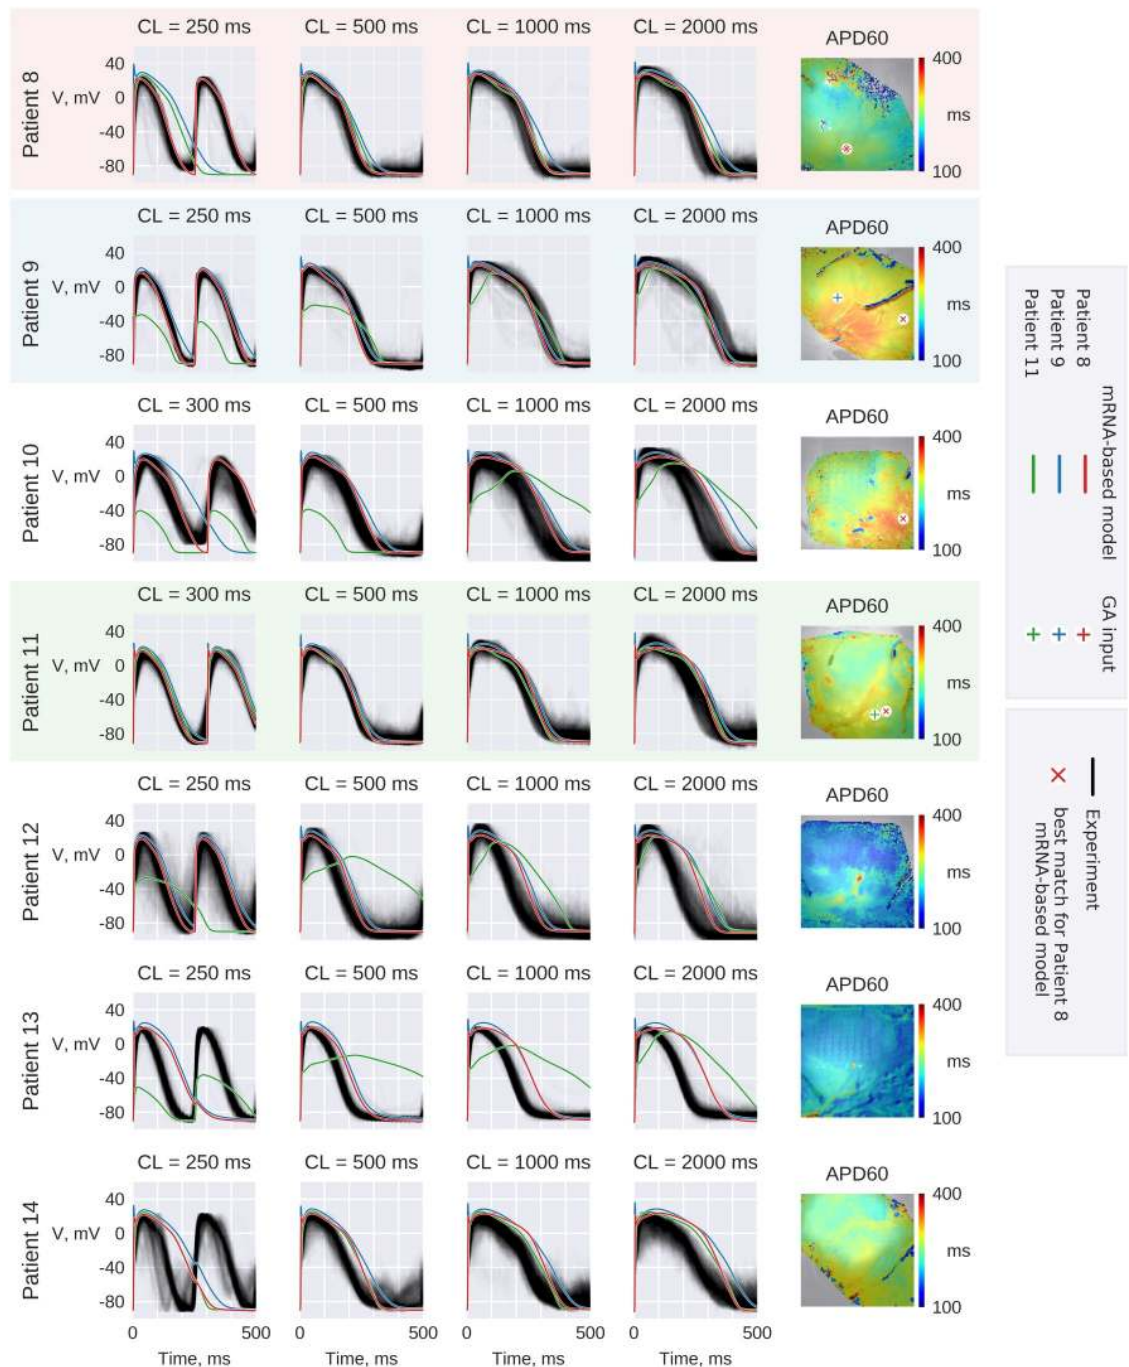 CL = 250 ms CL = 500 ms CL = 1000 ms CL = 2000 ms APD60
Patient 8
V, mV
40
0
-40
-80
400
ms
100
CL = 250 ms CL = 500 ms CL = 1000 ms CL = 2000 ms APD60
Patient 9
V, mV
40
0
-40
-80
400
ms
100
CL = 300 ms CL = 500 ms CL = 1000 ms CL = 2000 ms APD60
Patient 10
V, mV
40
0
-40
-80
400
ms
100
CL = 300 ms CL = 500 ms CL = 1000 ms CL = 2000 ms APD60
Patient 11
V, mV
40
0
-40
-80
400
ms
100
CL = 250 ms CL = 500 ms CL = 1000 ms CL = 2000 ms APD60
Patient 12
V, mV
40
0
-40
-80
400
ms
100
CL = 250 ms CL = 500 ms CL = 1000 ms CL = 2000 ms APD60
Patient 13
V, mV
40
0
-40
-80
400
ms
100
CL = 250 ms CL = 500 ms CL = 1000 ms CL = 2000 ms APD60
Patient 14
V, mV
40
0
-40
-80
400
ms
100
0 500 0 500 0 500 0 500
Time, ms Time, ms Time, ms Time, ms
mRNA-based model GA input
Patient 8
Patient 9
Patient 11
Experiment
best match for Patient 8
mRNA-based model